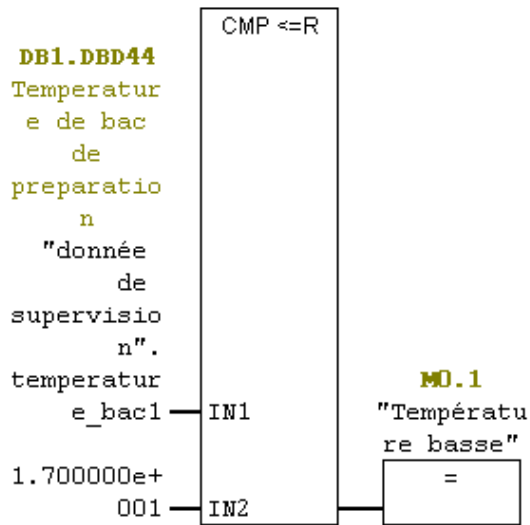 CMP <=R
DB1.DBD44
Temperatur
e de bac
de
preparatio
n
"donnée
de
supervisio
n".
temperatur
e_bac1
IN1
M0.1
"Températu
re basse"
1.700000e+
001
IN2
=